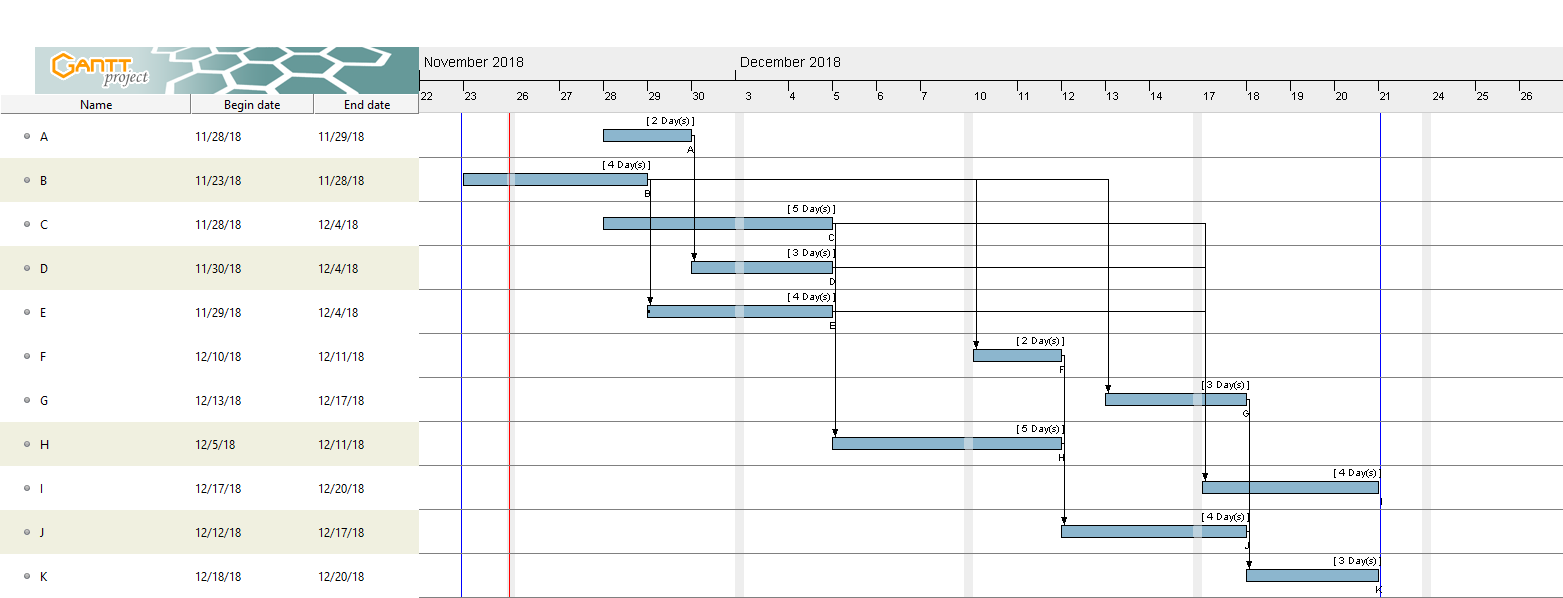 GANTT
project
November 2018 December 2018
22 23 26 27 28 29 30 3 4 5 6 7 10 11 12 13 14 17 18 19 20 21 24 25 26
Name Begin date End date
[ 2 Day(s) ]
A 11/28/18 11/29/18
A
[ 4 Day(s) ]
B 11/23/18 11/28/18
B
[ 5 Day(s) ]
C 11/28/18 12/4/18
C
[ 3 Day(s) ]
D 11/30/18 12/4/18
D
[ 4 Day(s) ]
E 11/29/18 12/4/18
E
[ 2 Day(s) ]
F 12/10/18 12/11/18
F
[ 3 Day(s) ]
G 12/13/18 12/17/18
G
[ 5 Day(s) ]
H 12/5/18 12/11/18
H
[ 4 Day(s) ]
I 12/17/18 12/20/18
I
[ 4 Day(s) ]
J 12/12/18 12/17/18
J
[ 3 Day(s) ]
K 12/18/18 12/20/18
K